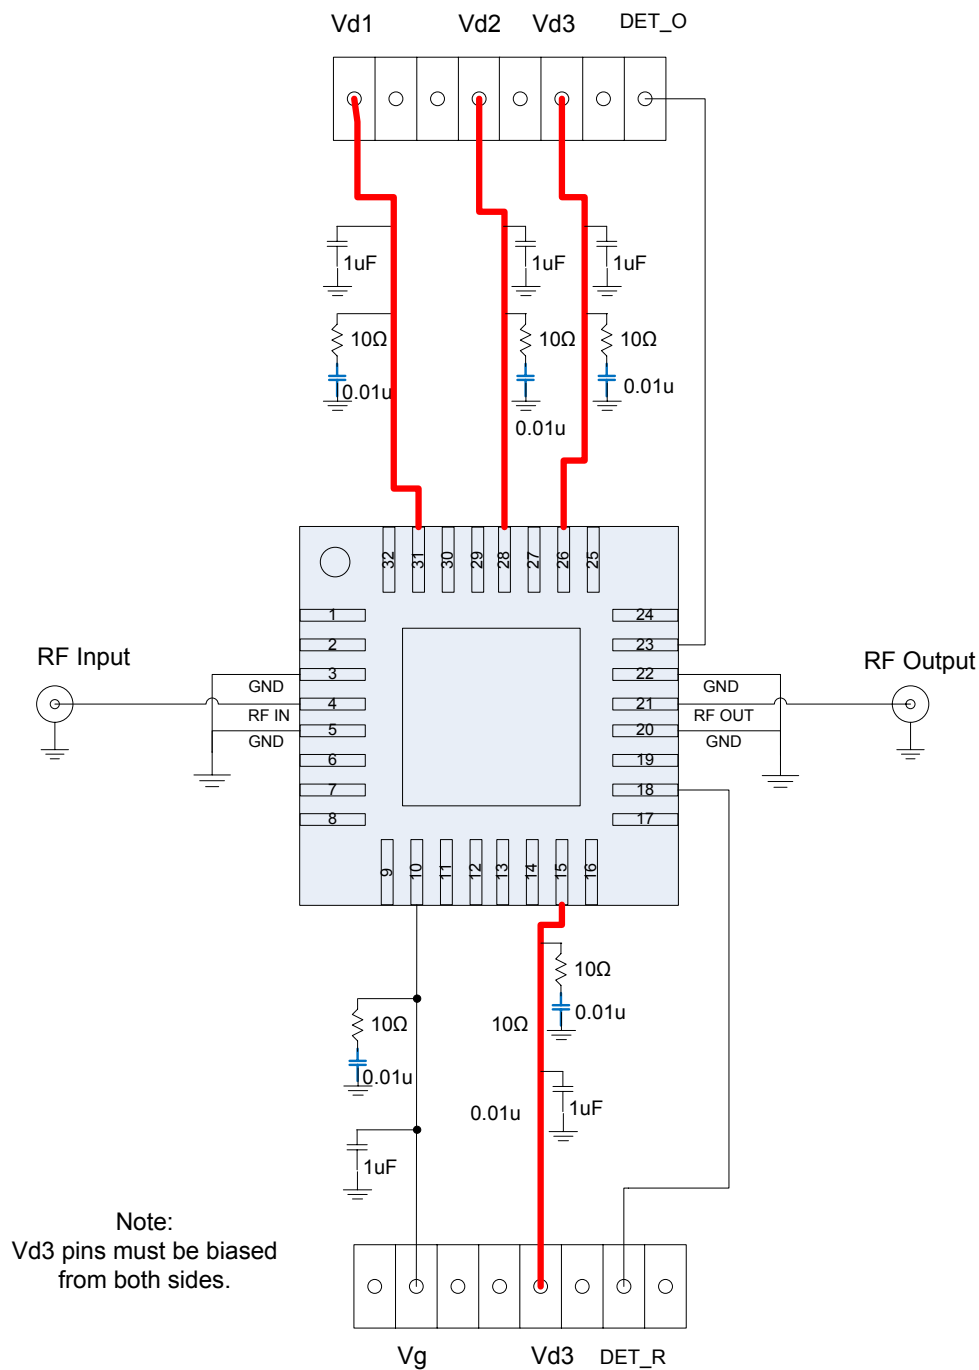 Vd1 Vd2 Vd3 DET_O
1uF 1uF 1uF
10Ω 10Ω 10Ω
0.01u 0.01u 0.01u
32 31 30 29 28 27 26 25
1 24
2 23
RF Input 3 22 RF Output
GND GND
4 21
RF IN RF OUT
5 20
GND GND
6 19
7 18
8 17
9 10 11 12 13 14 15 16
10Ω
0.01u
10Ω 10Ω
0.01u
0.01u 1uF
1uF
Note:
Vd3 pins must be biased
from both sides.
Vg Vd3 DET_R